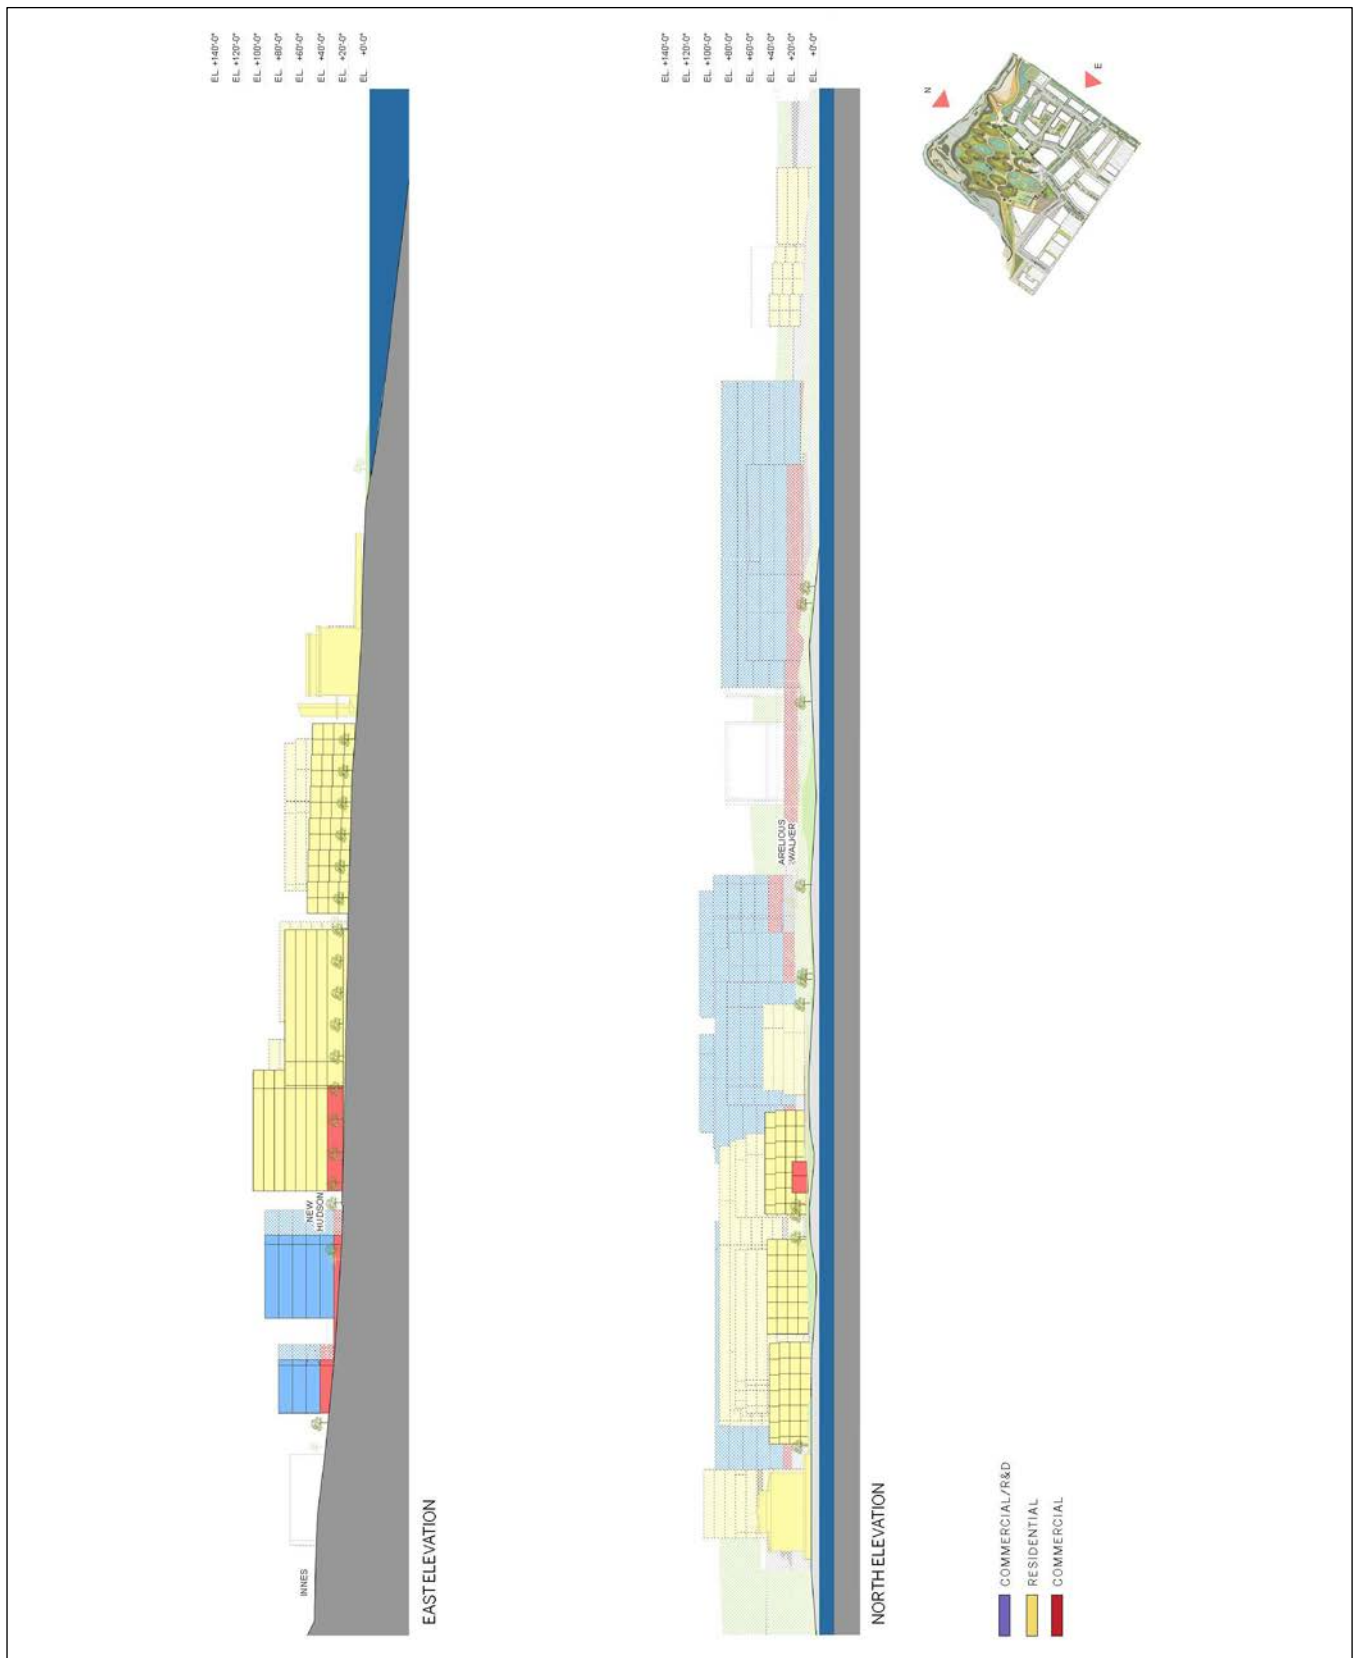 EL. +140'-0"
EL. +120'-0"
EL. +100'-0"
EL. +80'-0"
EL. +60'-0"
EL. +40'-0"
EL. +20'-0"
EL. +0'-0"
INNES
NEW
HUDSON
EAST ELEVATION
EL. +140'-0"
EL. +120'-0"
EL. +100'-0"
EL. +80'-0"
EL. +60'-0"
EL. +40'-0"
EL. +20'-0"
EL. +0'-0"
ARELIOUS
WALKER
NORTH ELEVATION
COMMERCIAL/R&D
RESIDENTIAL
COMMERCIAL
N
E